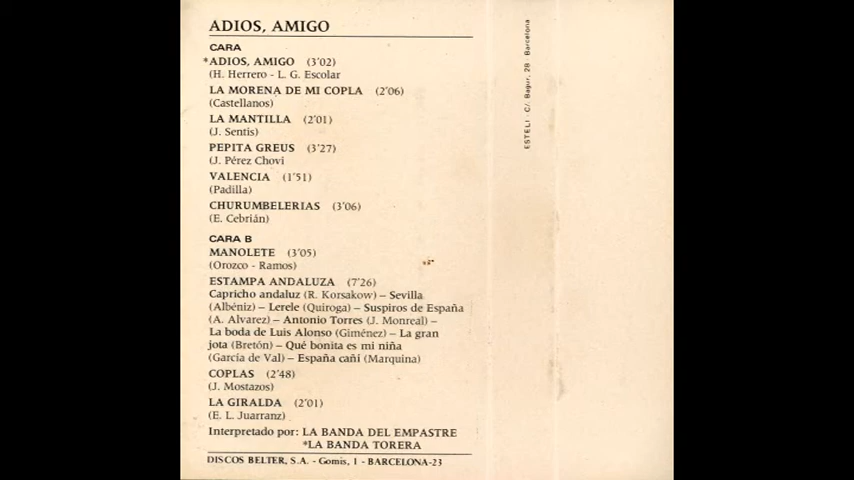 ADIOS, AMIGO
CARA
*ADIOS, AMIGO (3'02)
(H. Herrero - L. G. Escolar
LA MORENA DE MI COPLA (2'06)
(Castellanos)
LA MANTILLA (2'01)
(J. Sentis)
PEPITA GREUS (3'27)
(J. Pérez Chovi
VALENCIA (1'51)
(Padilla)
CHURUMBELERIAS (3'06)
(E. Cebrián)
CARA B
MANOLETE (3'05)
(Orozco - Ramos)
ESTAMPA ANDALUZA (7'26)
Capricho andaluz (R. Korsakow) – Sevilla
(Albéniz) – Lerele (Quiroga) – Suspiros de España
(A. Alvarez) – Antonio Torres (J. Monreal) –
La boda de Luis Alonso (Giménez) – La gran
jota (Bretón) – Qué bonita es mi niña
(García de Val) – España cañí (Marquina)
COPLAS (2'48)
(J. Mostazos)
LA GIRALDA (2'01)
(E. L. Juarranz)
Interpretado por: LA BANDA DEL EMPASTRE
*LA BANDA TORERA
DISCOS BELTER, S.A. - Gomis, 1 - BARCELONA-23
ESTELI - C/. Bagur, 28 - Barcelona